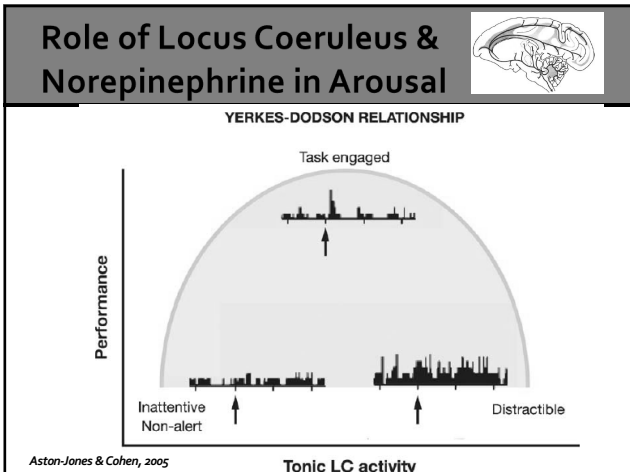 Role of Locus Coeruleus &
Norepinephrine in Arousal
YERKES-DODSON RELATIONSHIP
Task engaged
Performance
Inattentive
Non-alert
Distractible
Aston-Jones & Cohen, 2005
Tonic LC activity